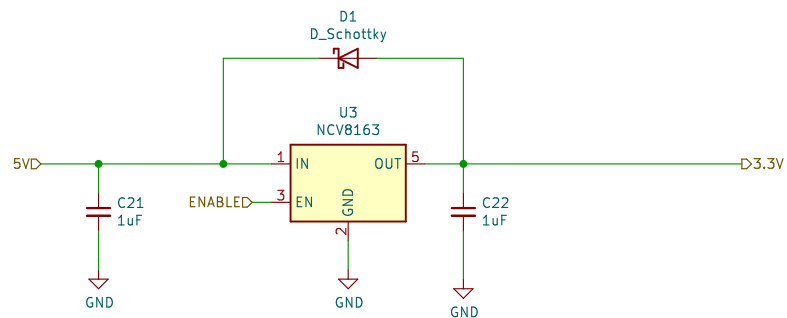 D1
D_Schottky
U3
NCV8163
5V
1
IN
OUT
5
3.3V
ENABLE
3
EN
GND
2
C21
1uF
C22
1uF
GND
GND
GND